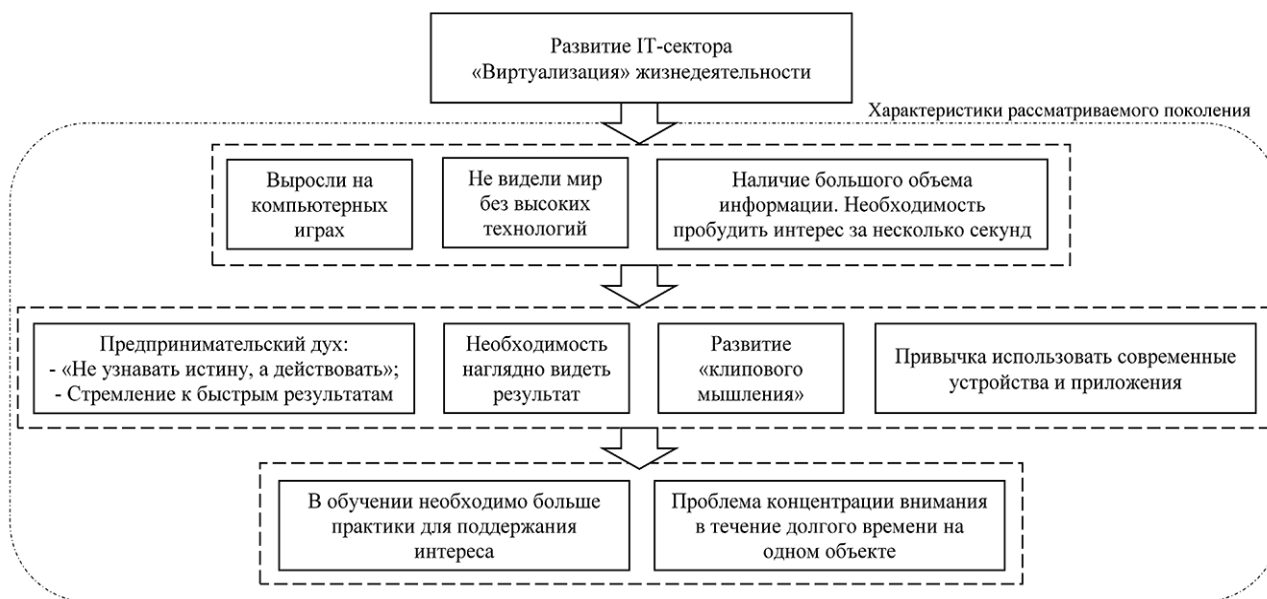 Развитие IT-сектора
«Виртуализация» жизнедеятельности
Характеристики рассматриваемого поколения
Выросли на
компьютерных
играх
Не видели мир
без высоких
технологий
Наличие большого объема
информации. Необходимость
пробудить интерес за несколько секунд
Предпринимательский дух:
- «Не узнавать истину, а действовать»;
- Стремление к быстрым результатам
Необходимость
наглядно видеть
результат
Развитие
«клипового
мышления»
Привычка использовать современные
устройства и приложения
В обучении необходимо больше
практики для поддержания
интереса
Проблема концентрации внимания
в течение долгого времени на
одном объекте